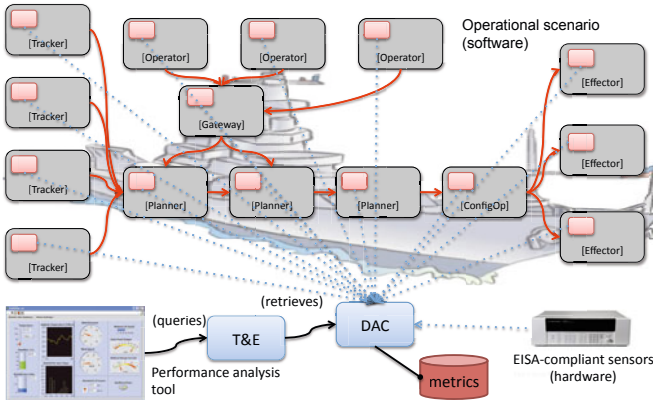 Operational scenario
(software)
[Tracker]
[Operator]
[Operator]
[Operator]
[Effector]
[Tracker]
[Gateway]
[Effector]
[Tracker]
[Planner]
[Planner]
[Planner]
[ConfigOp]
[Effector]
[Tracker]
(queries)
(retrieves)
T&E
DAC
Performance analysis
tool
metrics
EISA-compliant sensors
(hardware)